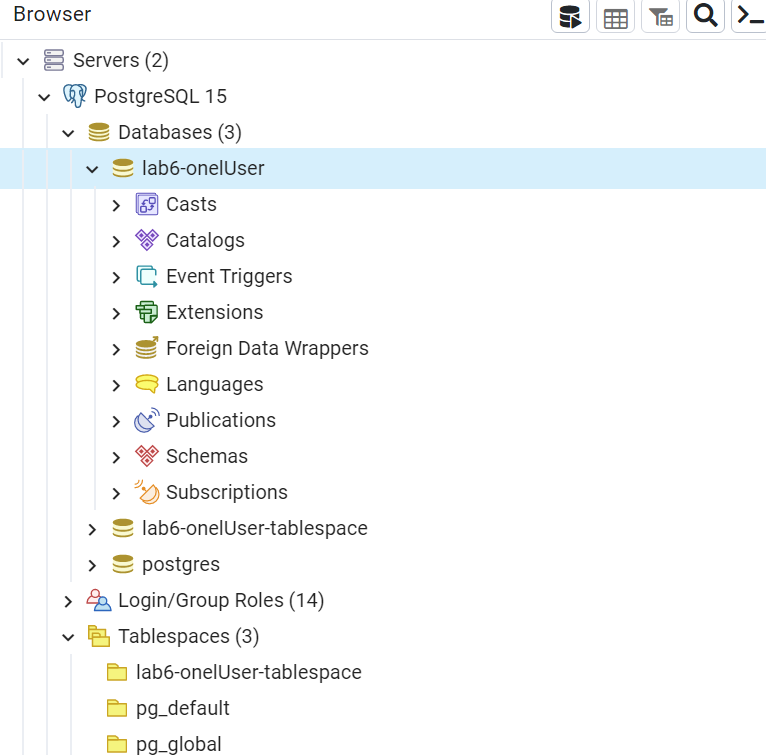 Browser
Servers (2)
PostgreSQL 15
Databases (3)
lab6-onelUser
Casts
Catalogs
Event Triggers
Extensions
Foreign Data Wrappers
Languages
Publications
Schemas
Subscriptions
lab6-onelUser-tablespace
postgres
Login/Group Roles (14)
Tablespaces (3)
lab6-onelUser-tablespace
pg_default
pg_global